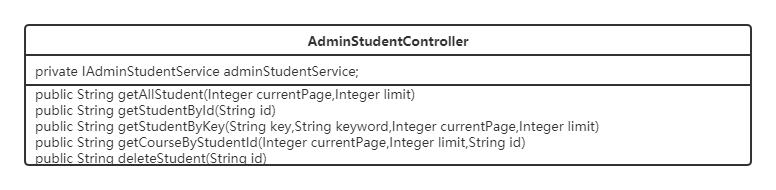 AdminStudentController
private IAdminStudentService adminStudentService;
public String getAllStudent(Integer currentPage,Integer limit)
public String getStudentById(String id)
public String getStudentByKey(String key,String keyword,Integer currentPage,Integer limit)
public String getCourseByStudentId(Integer currentPage,Integer limit,String id)
public String deleteStudent(String id)